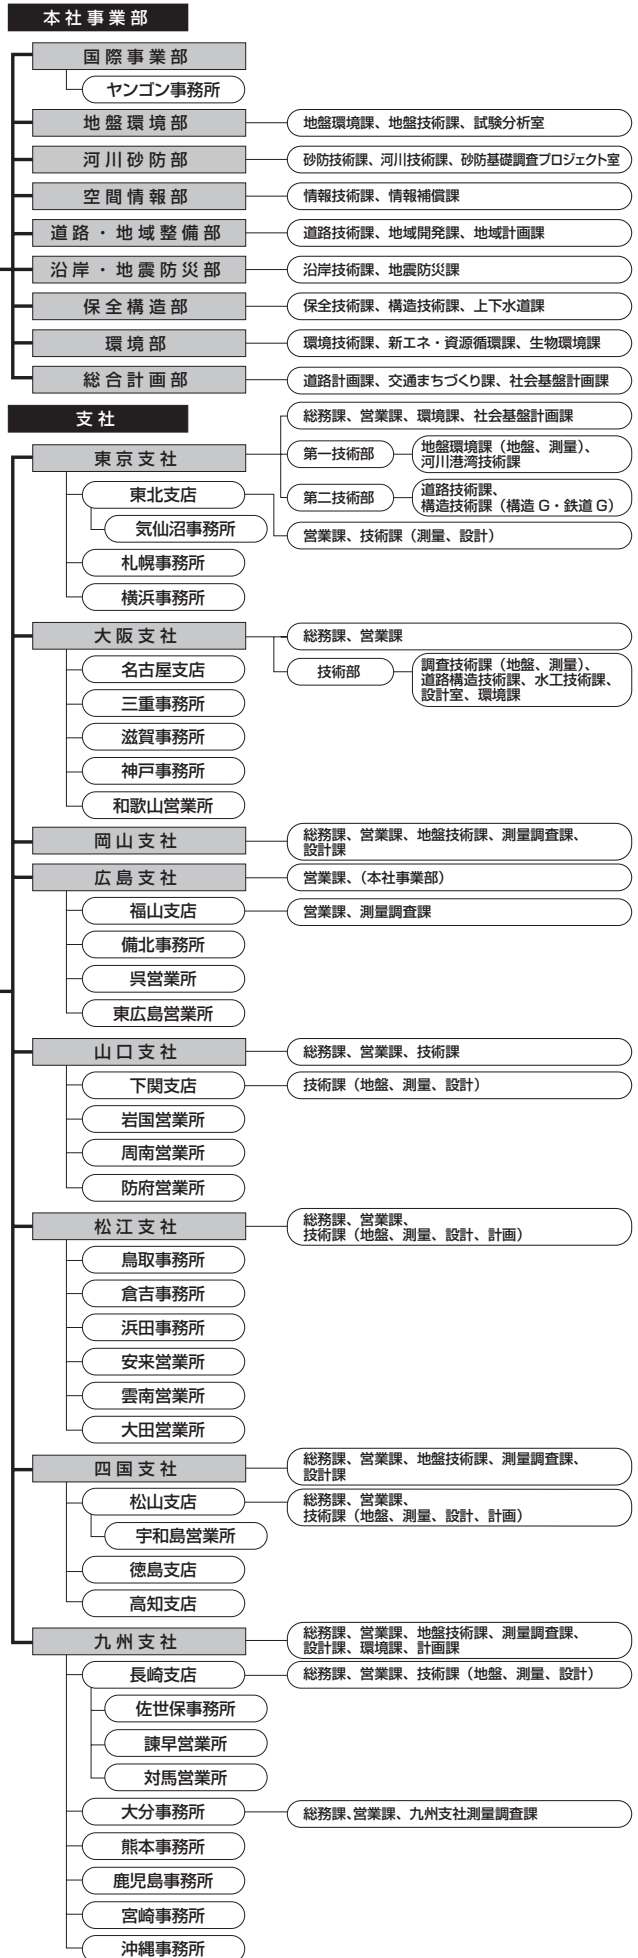 本社事業部
国際事業部
ヤンゴン事務所
地盤環境部
地盤環境課、地盤技術課、試験分析室
河川砂防部
砂防技術課、河川技術課、砂防基礎調査プロジェクト室
空間情報部
情報技術課、情報補償課
道路・地域整備部
道路技術課、地域開発課、地域計画課
沿岸・地震防災部
沿岸技術課、地震防災課
保全構造部
保全技術課、構造技術課、上下水道課
環境部
環境技術課、新エネ・資源循環課、生物環境課
総合計画部
道路計画課、交通まちづくり課、社会基盤計画課
支社
東京支社
総務課、営業課、環境課、社会基盤計画課
第一技術部
地盤環境課（地盤、測量）、
河川港湾技術課
第二技術部
道路技術課、
構造技術課（構造 G・鉄道 G）
東北支店
営業課、技術課（測量、設計）
気仙沼事務所
札幌事務所
横浜事務所
大阪支社
総務課、営業課
技術部
調査技術課（地盤、測量）、
道路構造技術課、水工技術課、
設計室、環境課
名古屋支店
三重事務所
滋賀事務所
神戸事務所
和歌山営業所
岡山支社
総務課、営業課、地盤技術課、測量調査課、
設計課
広島支社
営業課、（本社事業部）
福山支店
営業課、測量調査課
備北事務所
呉営業所
東広島営業所
山口支社
総務課、営業課、技術課
下関支店
技術課（地盤、測量、設計）
岩国営業所
周南営業所
防府営業所
松江支社
総務課、営業課、
技術課（地盤、測量、設計、計画）
鳥取事務所
倉吉事務所
浜田事務所
安来営業所
雲南営業所
大田営業所
四国支社
総務課、営業課、地盤技術課、測量調査課、
設計課
松山支店
総務課、営業課、
技術課（地盤、測量、設計、計画）
宇和島営業所
徳島支店
高知支店
九州支社
総務課、営業課、地盤技術課、測量調査課、
設計課、環境課、計画課
長崎支店
総務課、営業課、技術課（地盤、測量、設計）
佐世保事務所
諫早営業所
対馬営業所
大分事務所
総務課、営業課、九州支社測量調査課
熊本事務所
鹿児島事務所
宮崎事務所
沖縄事務所